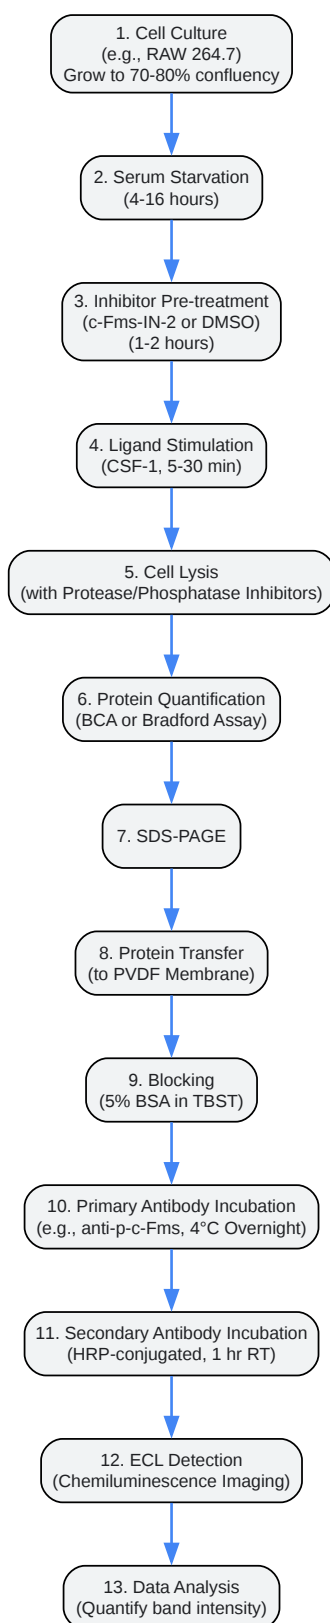 1. Cell Culture
(e.g., RAW 264.7)
Grow to 70-80% confluency
2. Serum Starvation
(4-16 hours)
3. Inhibitor Pre-treatment
(c-Fms-IN-2 or DMSO)
(1-2 hours)
4. Ligand Stimulation
(CSF-1, 5-30 min)
5. Cell Lysis
(with Protease/Phosphatase Inhibitors)
6. Protein Quantification
(BCA or Bradford Assay)
7. SDS-PAGE
8. Protein Transfer
(to PVDF Membrane)
9. Blocking
(5% BSA in TBST)
10. Primary Antibody Incubation
(e.g., anti-p-c-Fms, 4°C Overnight)
11. Secondary Antibody Incubation
(HRP-conjugated, 1 hr RT)
12. ECL Detection
(Chemiluminescence Imaging)
13. Data Analysis
(Quantify band intensity)